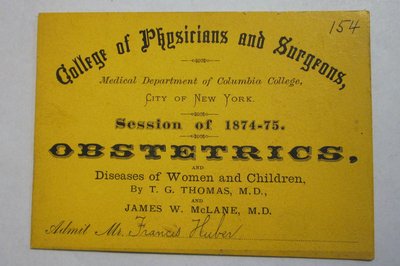 154
College of Physicians and Surgeons,
Medical Department of Columbia College,
CITY OF NEW YORK.
Session of 1874-75.
OBSTETRICS,
AND
Diseases of Women and Children,
By T. G. THOMAS, M.D.,
AND
JAMES W. McLANE, M.D.
Admit Mr. Francis Huber